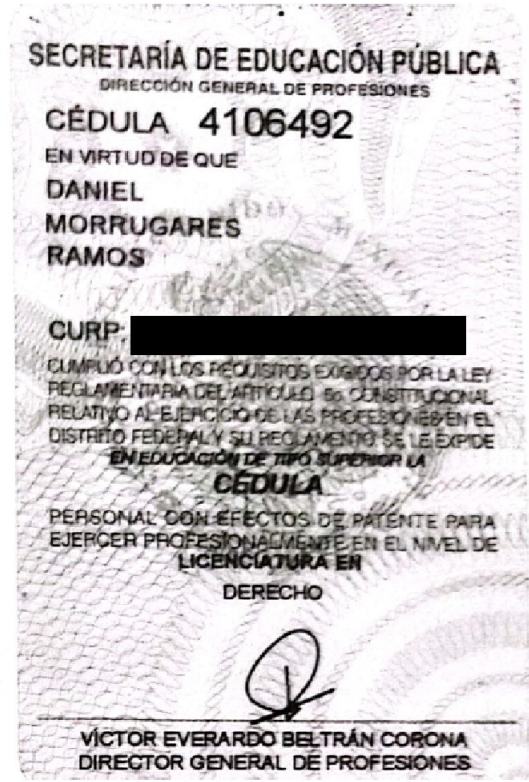 SECRETARÍA DE EDUCACIÓN PÚBLICA
DIRECCIÓN GENERAL DE PROFESIONES
CÉDULA 4106492
EN VIRTUD DE QUE
DANIEL
MORRUGARES
RAMOS
CURP:
CUMPLIÓ CON LOS REQUISITOS EXIGIDOS POR LA LEY
REGLAMENTARIA DEL ARTÍCULO 5o CONSTITUCIONAL
RELATIVO AL EJERCICIO DE LAS PROFESIONES EN EL
DISTRITO FEDERAL Y SU REGLAMENTO SE LE EXPIDE
EN EDUCACIÓN DE TIPO SUPERIOR LA
CÉDULA
PERSONAL CON EFECTOS DE PATENTE PARA
EJERCER PROFESIONALMENTE EN EL NIVEL DE
LICENCIATURA EN
DERECHO
VÍCTOR EVERARDO BELTRÁN CORONA
DIRECTOR GENERAL DE PROFESIONES